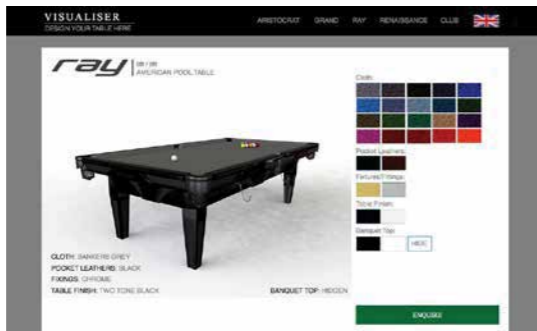 VISUALISER
DESIGN YOUR TABLE HERE
ARISTOCRAT GRAND RAY RENAISSANCE CLUB
ray
AMERICAN POOL TABLE
Cloth:
Pocket Leathers:
Fixtures/Fittings:
Table Finish:
Banquet Top:
HIDE
CLOTH: BANKERS GREY
POCKET LEATHERS: BLACK
FIXINGS: CHROME
TABLE FINISH: TWO TONE BLACK
BANQUET TOP: HIDDEN
ENQUIRE